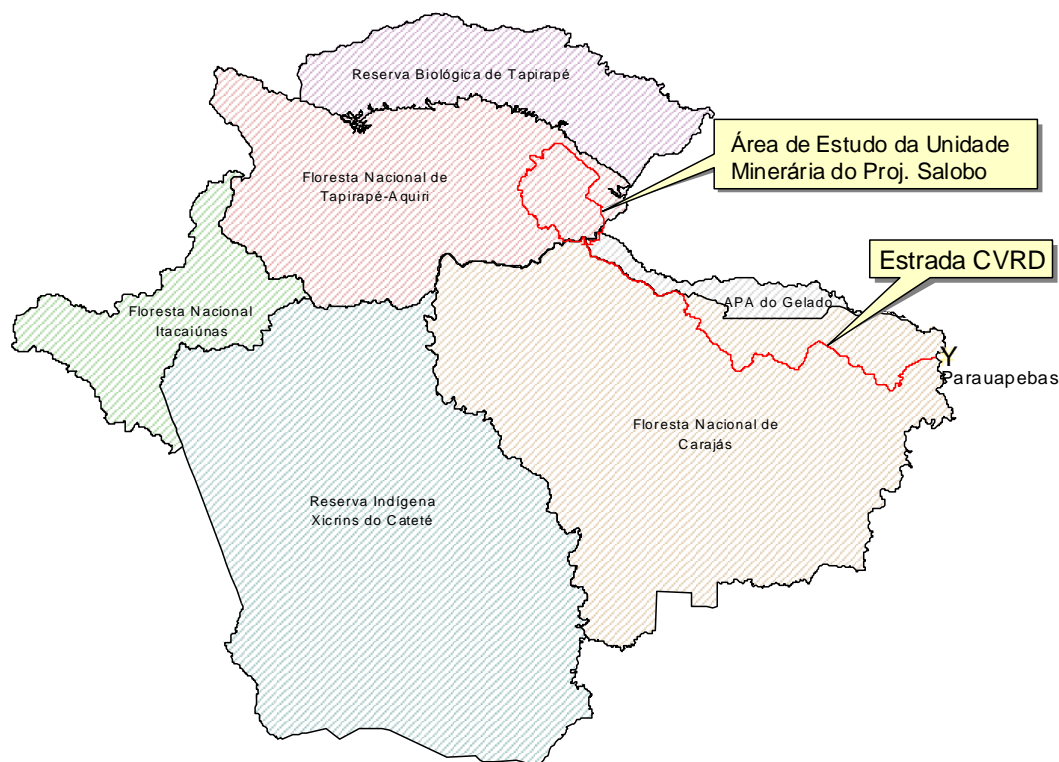 Reserva Biológica de Tapirapé
Área de Estudo da Unidade
Minerária do Proj. Salobo
Floresta Nacional de
Tapirapé-Aquiri
Estrada CVRD
APA do Gelado
Floresta Nacional
Itacaiúnas
Y
Parauapebas
Floresta Nacional de
Carajás
Reserva Indígena
Xicrins do Cateté